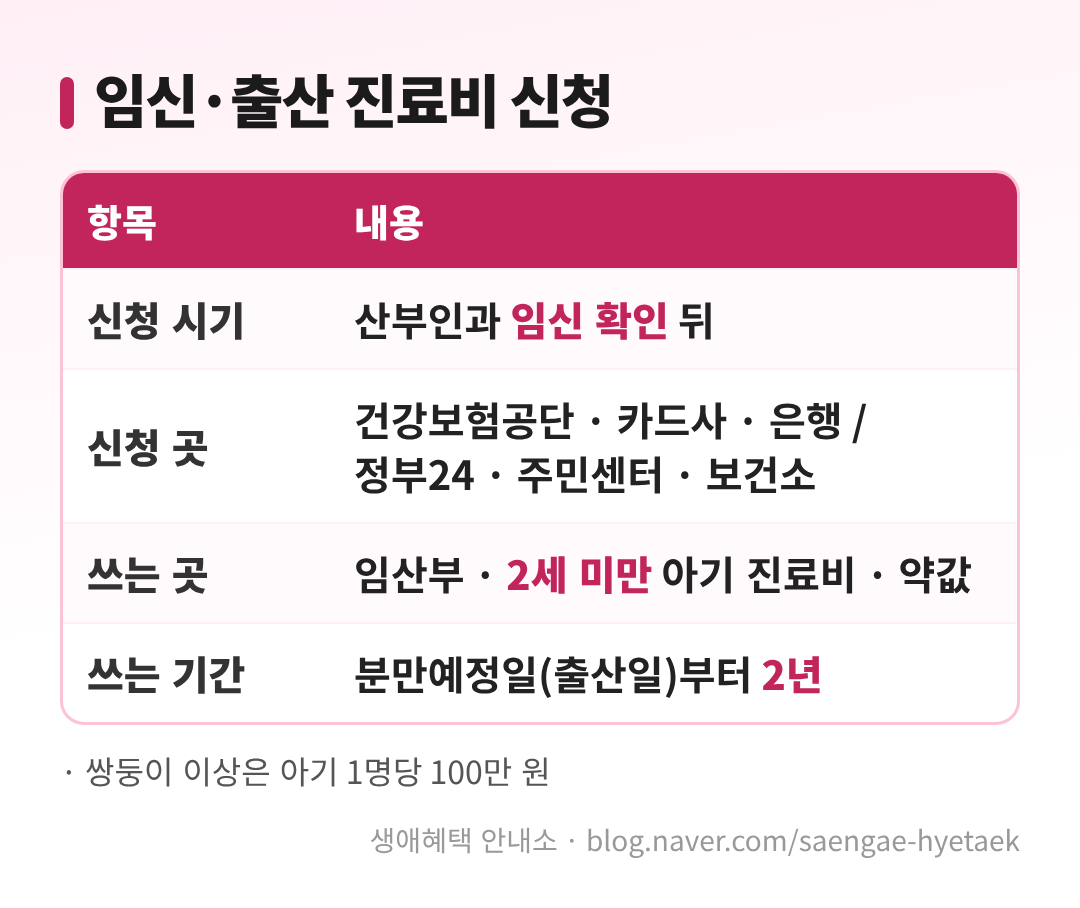 임신·출산 진료비 신청
항목 내용
신청 시기 산부인과 임신 확인 뒤
신청 곳 건강보험공단 · 카드사 · 은행 /
정부24 · 주민센터 · 보건소
쓰는 곳 임산부 · 2세 미만 아기 진료비 · 약값
쓰는 기간 분만예정일(출산일)부터 2년
· 쌍둥이 이상은 아기 1명당 100만 원
생애혜택 안내소 · blog.naver.com/saengae-hyetaek